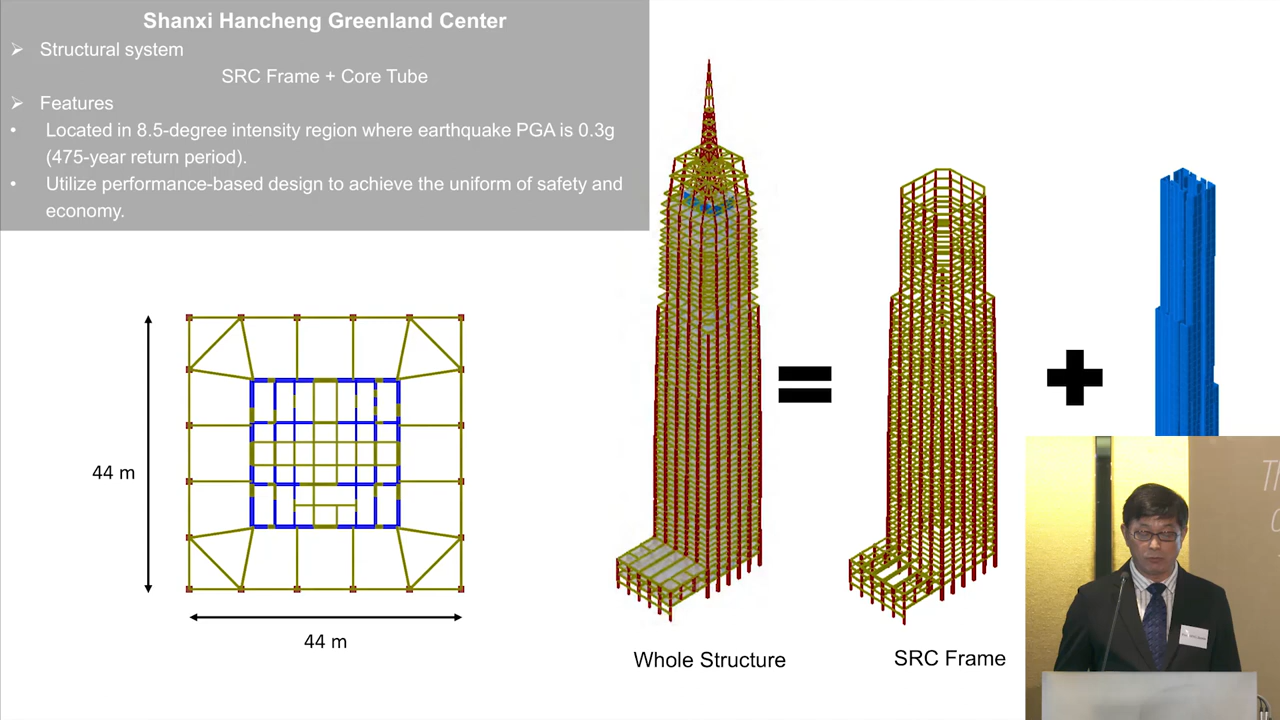 Shanxi Hancheng Greenland Center
➢ Structural system
SRC Frame + Core Tube
➢ Features
• Located in 8.5-degree intensity region where earthquake PGA is 0.3g
(475-year return period).
• Utilize performance-based design to achieve the uniform of safety and
economy.
44 m
44 m
Whole Structure
SRC Frame